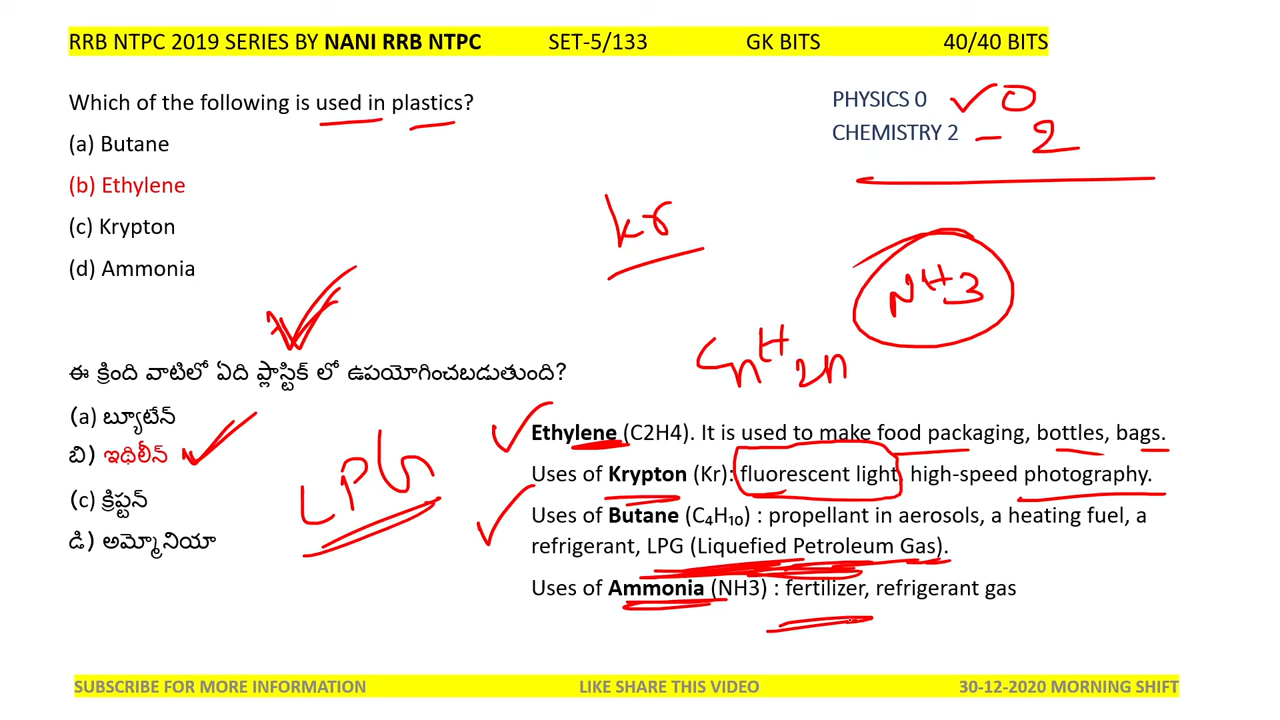 RRB NTPC 2019 SERIES BY NANI RRB NTPC SET-5/133 GK BITS 40/40 BITS
Which of the following is used in plastics?
(a) Butane
(b) Ethylene
(c) Krypton
(d) Ammonia
PHYSICS 0 0
CHEMISTRY 2 – 2
kr
NH3
CnH2n
ఈ క్రింది వాటిలో ఏది ప్లాస్టిక్ లో ఉపయోగించబడుతుంది?
(a) బ్యూటేన్
బి) ఇథిలీన్
(c) క్రిప్టన్
డి) అమ్మోనియా
LPG
Ethylene (C2H4). It is used to make food packaging, bottles, bags.
Uses of Krypton (Kr): fluorescent light, high-speed photography.
Uses of Butane (C₄H₁₀) : propellant in aerosols, a heating fuel, a
refrigerant, LPG (Liquefied Petroleum Gas).
Uses of Ammonia (NH3) : fertilizer, refrigerant gas
SUBSCRIBE FOR MORE INFORMATION LIKE SHARE THIS VIDEO 30-12-2020 MORNING SHIFT